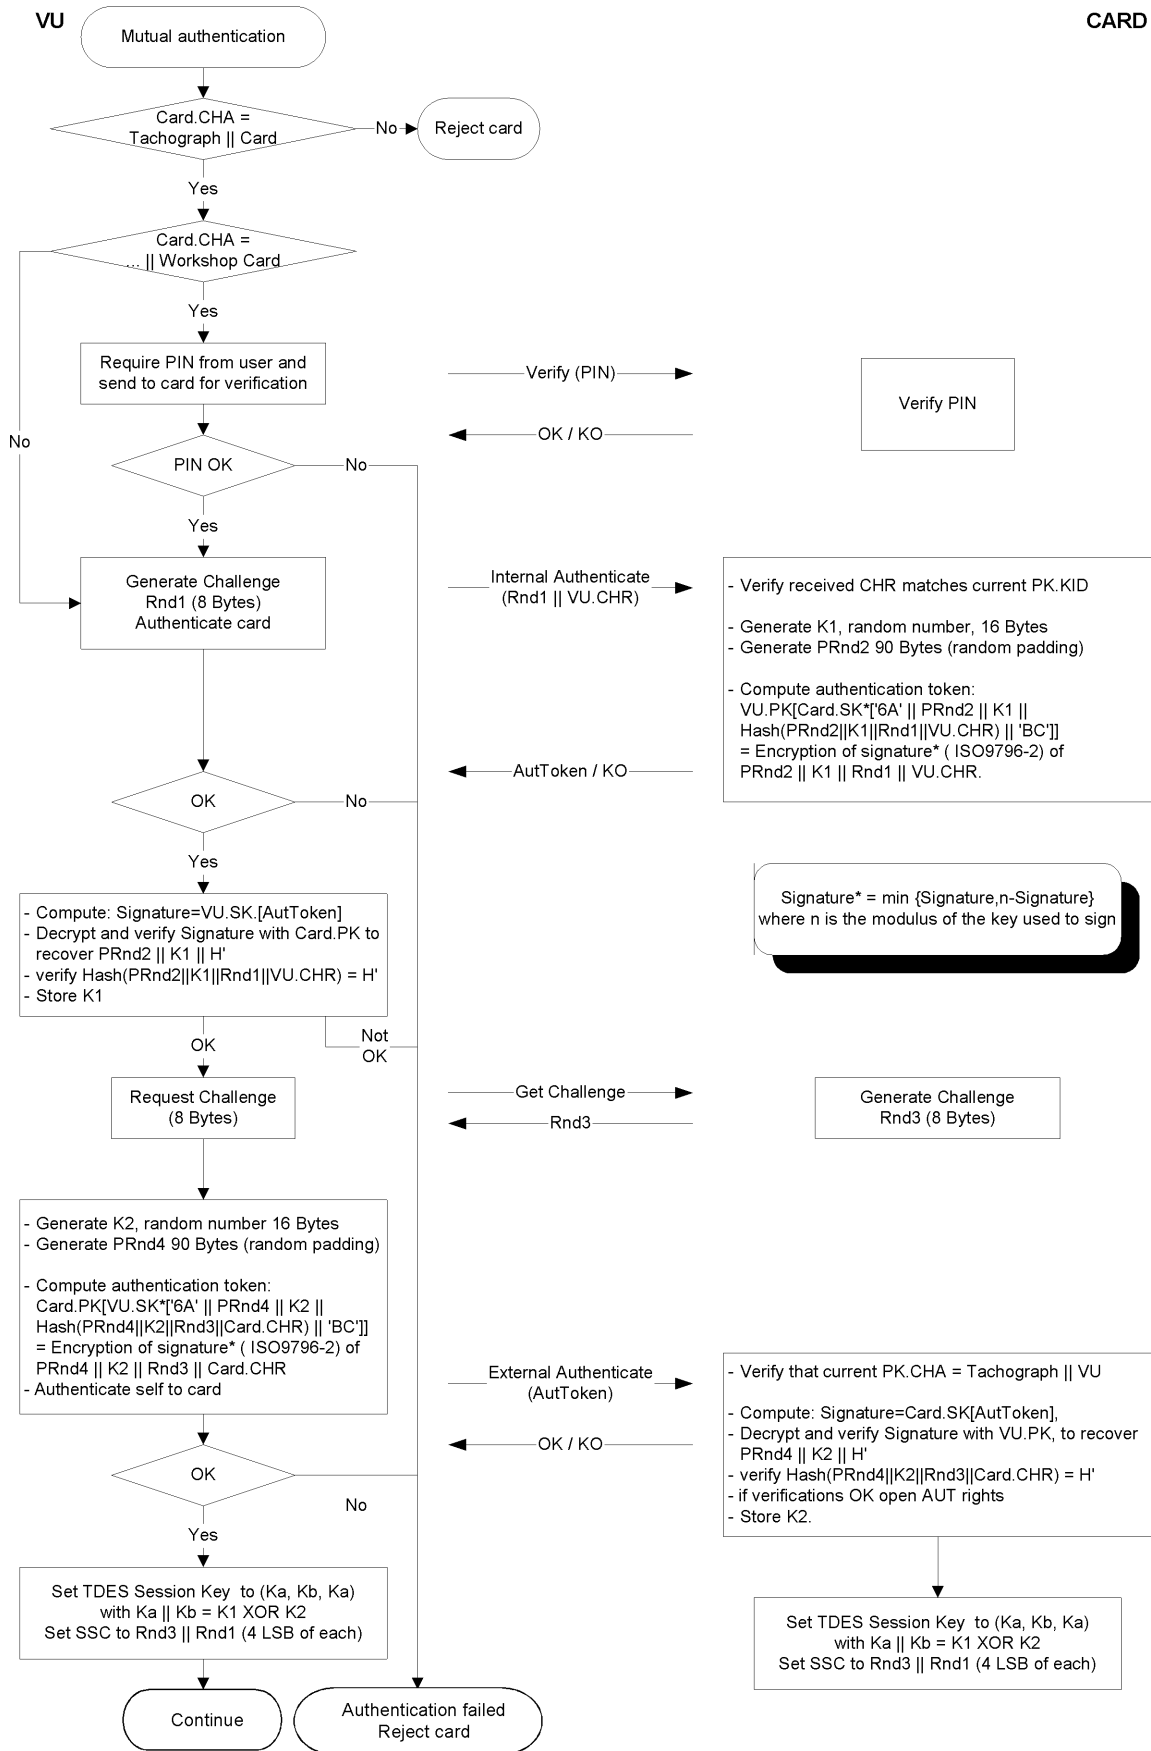 VU
CARD
Mutual authentication
Card.CHA =
Tachograph || Card
No
Reject card
Yes
Card.CHA =
... || Workshop Card
Yes
Require PIN from user and
send to card for verification
Verify (PIN)
Verify PIN
OK / KO
No
PIN OK
No
Yes
Generate Challenge
Rnd1 (8 Bytes)
Authenticate card
Internal Authenticate
(Rnd1 || VU.CHR)
- Verify received CHR matches current PK.KID
- Generate K1, random number, 16 Bytes
- Generate PRnd2 90 Bytes (random padding)
- Compute authentication token:
VU.PK[Card.SK*['6A' || PRnd2 || K1 ||
Hash(PRnd2||K1||Rnd1||VU.CHR) || 'BC']]
= Encryption of signature* ( ISO9796-2) of
PRnd2 || K1 || Rnd1 || VU.CHR.
AutToken / KO
OK
No
Yes
- Compute: Signature=VU.SK.[AutToken]
- Decrypt and verify Signature with Card.PK to
recover PRnd2 || K1 || H'
- verify Hash(PRnd2||K1||Rnd1||VU.CHR) = H'
- Store K1
Signature* = min {Signature,n-Signature}
where n is the modulus of the key used to sign
OK
Not
OK
Request Challenge
(8 Bytes)
Get Challenge
Rnd3
Generate Challenge
Rnd3 (8 Bytes)
- Generate K2, random number 16 Bytes
- Generate PRnd4 90 Bytes (random padding)
- Compute authentication token:
Card.PK[VU.SK*['6A' || PRnd4 || K2 ||
Hash(PRnd4||K2||Rnd3||Card.CHR) || 'BC']]
= Encryption of signature* ( ISO9796-2) of
PRnd4 || K2 || Rnd3 || Card.CHR
- Authenticate self to card
External Authenticate
(AutToken)
OK / KO
- Verify that current PK.CHA = Tachograph || VU
- Compute: Signature=Card.SK[AutToken],
- Decrypt and verify Signature with VU.PK, to recover
PRnd4 || K2 || H'
- verify Hash(PRnd4||K2||Rnd3||Card.CHR) = H'
- if verifications OK open AUT rights
- Store K2.
OK
No
Yes
Set TDES Session Key to (Ka, Kb, Ka)
with Ka || Kb = K1 XOR K2
Set SSC to Rnd3 || Rnd1 (4 LSB of each)
Set TDES Session Key to (Ka, Kb, Ka)
with Ka || Kb = K1 XOR K2
Set SSC to Rnd3 || Rnd1 (4 LSB of each)
Continue
Authentication failed
Reject card